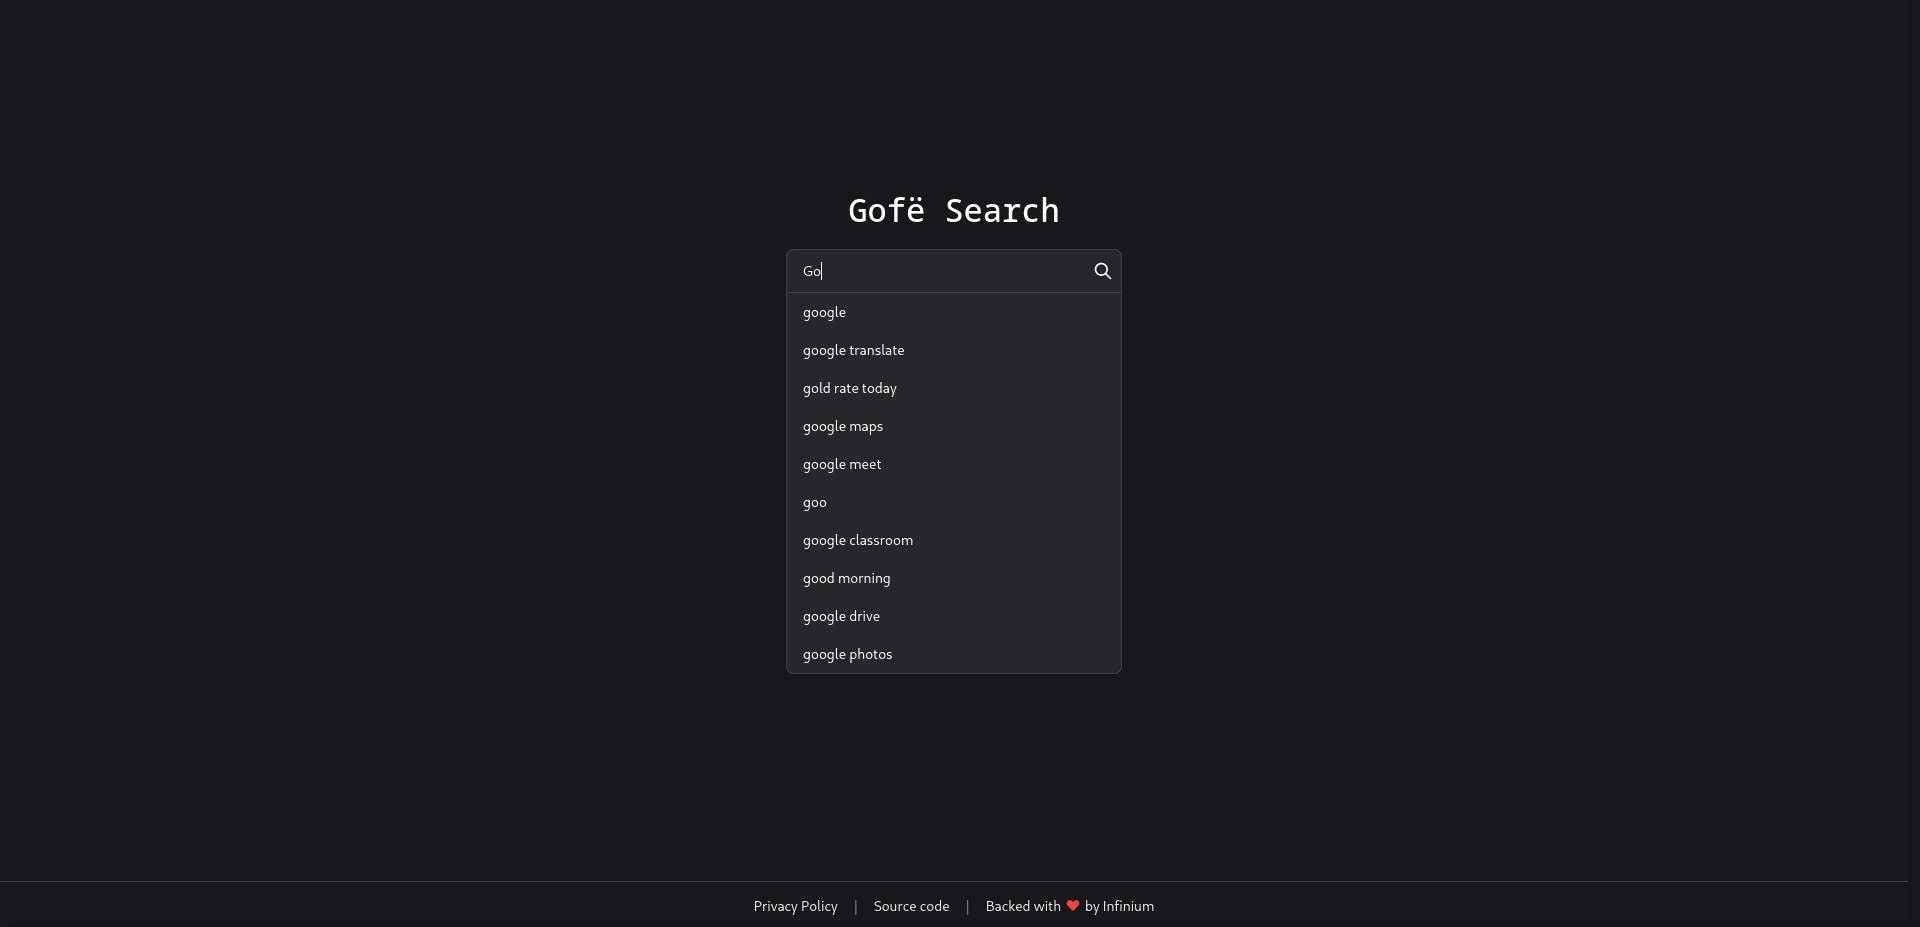 Gofë Search
Go
google
google translate
gold rate today
google maps
google meet
goo
google classroom
good morning
google drive
google photos
Privacy Policy | Source code | Backed with ❤ by Infinium